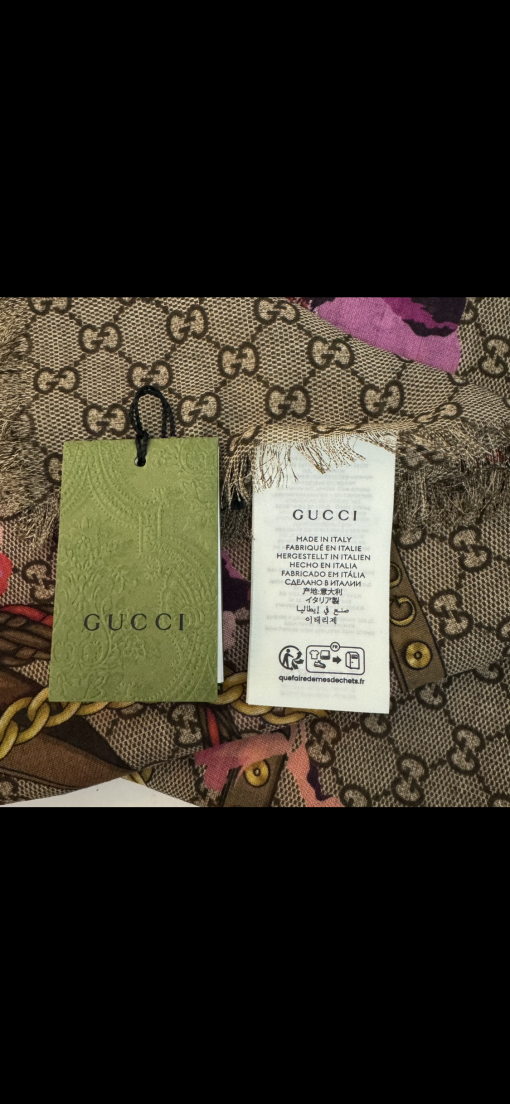 GUCCI
GUCCI
MADE IN ITALY
FABRIQUÉ EN ITALIE
HERGESTELLT IN ITALIEN
HECHO EN ITALIA
FABRICADO EM ITÁLIA
СДЕЛАНО В ИТАЛИИ
产地:意大利
イタリア製
صنع في إيطاليا
이태리제
FR
quefairedemesdechets.fr